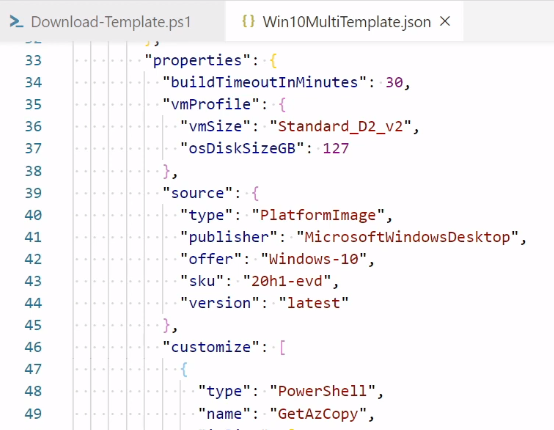 Download-Template.ps1 Win10MultiTemplate.json
33 "properties": {
34 "buildTimeoutInMinutes": 30,
35 "vmProfile": {
36 "vmSize": "Standard_D2_v2",
37 "osDiskSizeGB": 127
38 },
39 "source": {
40 "type": "PlatformImage",
41 "publisher": "MicrosoftWindowsDesktop",
42 "offer": "Windows-10",
43 "sku": "20h1-evd",
44 "version": "latest"
45 },
46 "customize": [
47 {
48 "type": "PowerShell",
49 "name": "GetAzCopy",